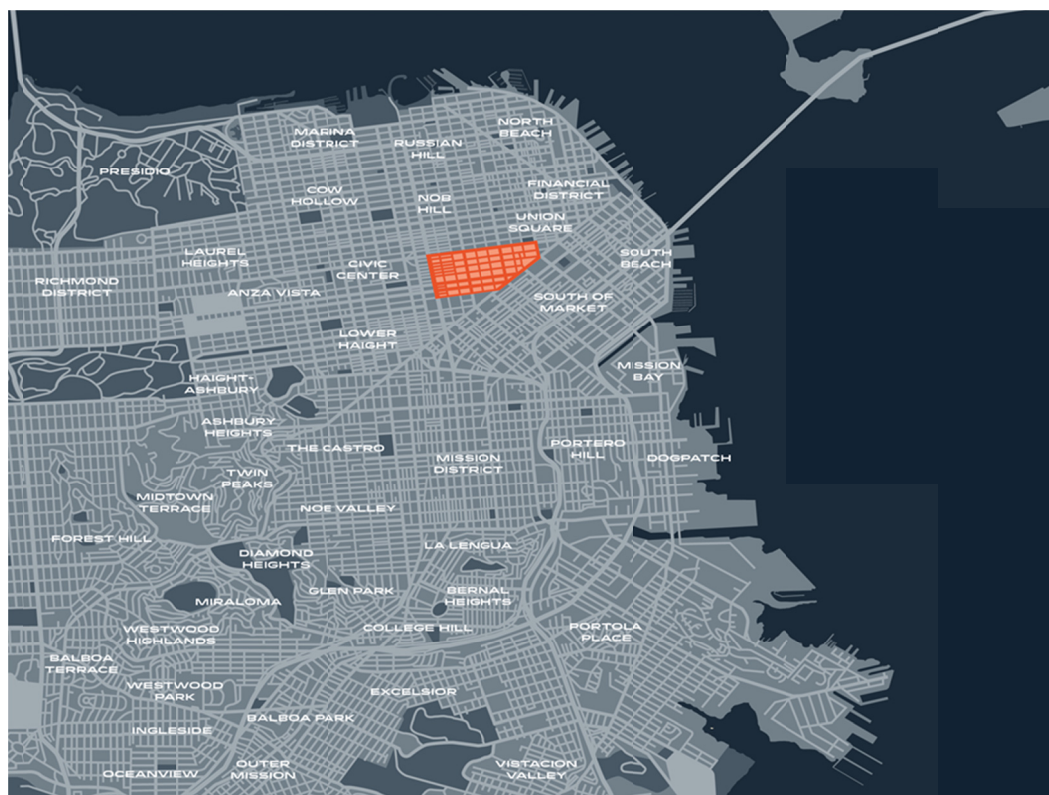 NORTH
BEACH
MARINA
DISTRICT
RUSSIAN
HILL
PRESIDIO
COW
HOLLOW
NOB
HILL
FINANCIAL
DISTRICT
UNION
SQUARE
LAUREL
HEIGHTS
SOUTH
BEACH
CIVIC
CENTER
RICHMOND
DISTRICT
ANZA VISTA
SOUTH OF
MARKET
LOWER
HAIGHT
MISSION
BAY
HAIGHT-
ASHBURY
ASHBURY
HEIGHTS
THE CASTRO
PORTERO
HILL
MISSION
DISTRICT
DOGPATCH
TWIN
PEAKS
MIDTOWN
TERRACE
NOE VALLEY
FOREST HILL
LA LENGUA
DIAMOND
HEIGHTS
GLEN PARK
BERNAL
HEIGHTS
MIRALOMA
COLLEGE HILL
PORTOLA
PLACE
WESTWOOD
HIGHLANDS
BALBOA
TERRACE
WESTWOOD
PARK
EXCELSIOR
BALBOA PARK
INGLESIDE
OCEANVIEW
OUTER
MISSION
VISTACION
VALLEY